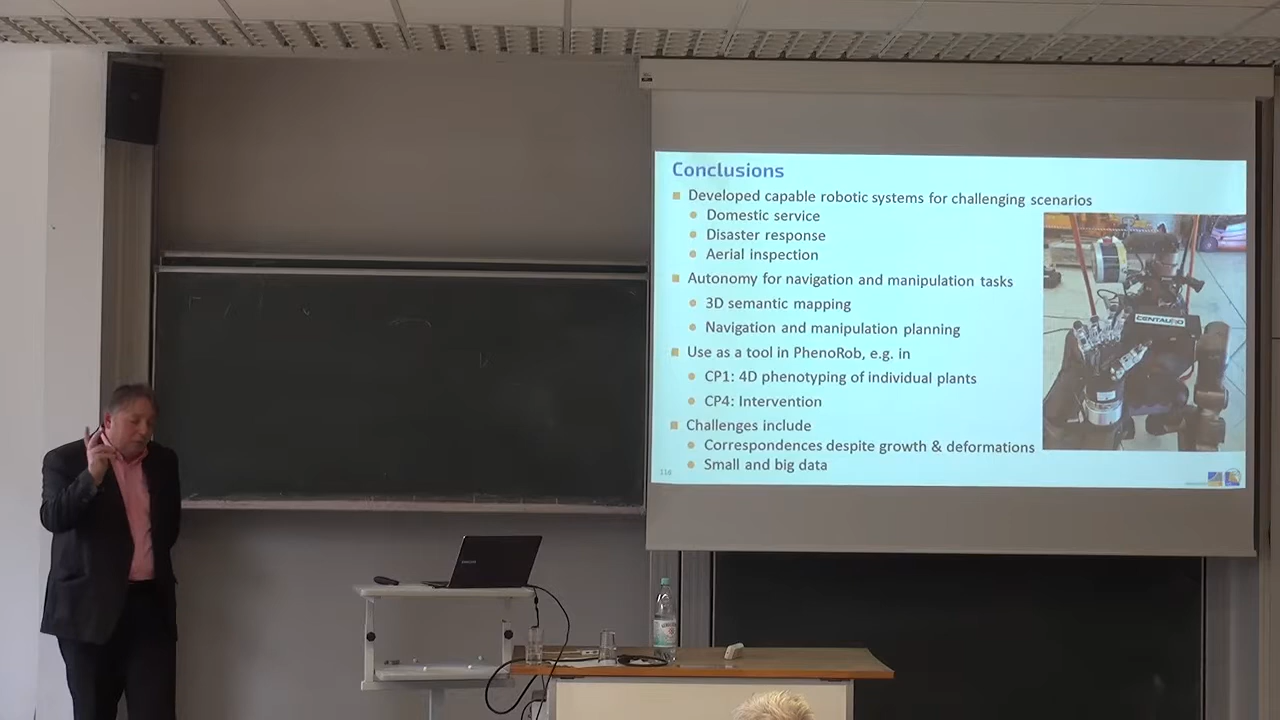 Conclusions
Developed capable robotic systems for challenging scenarios
Domestic service
Disaster response
Aerial inspection
Autonomy for navigation and manipulation tasks
3D semantic mapping
Navigation and manipulation planning
Use as a tool in PhenoRob, e.g. in
CP1: 4D phenotyping of individual plants
CP4: Intervention
Challenges include
Correspondences despite growth & deformations
Small and big data
CENTAURO
SAMSUNG